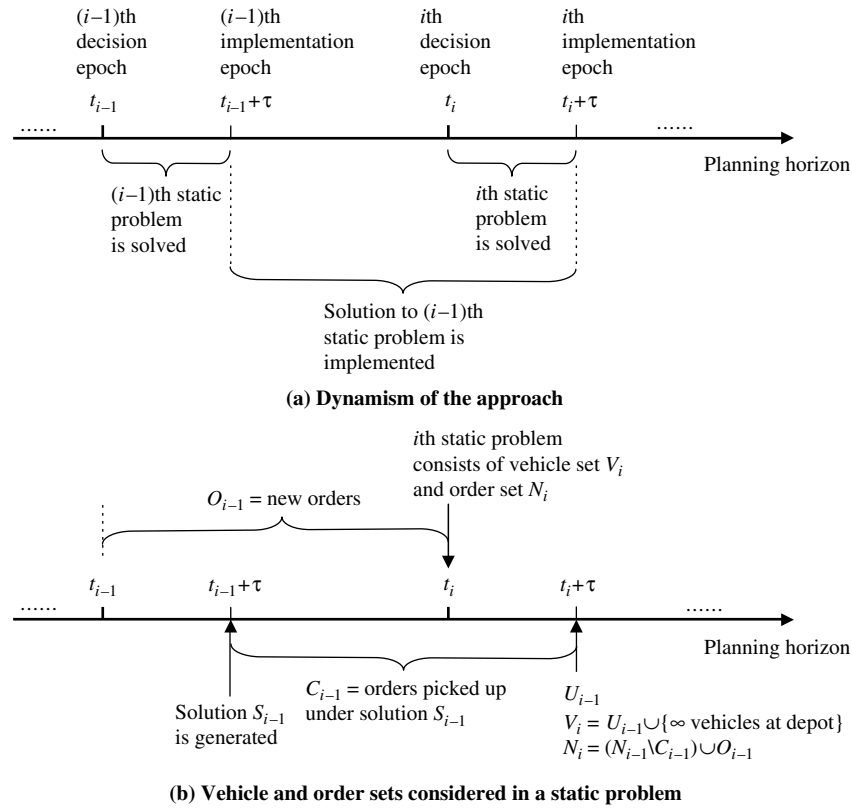 (i–1)th decision epoch
(i–1)th implementation epoch
ith decision epoch
ith implementation epoch
t_{i–1}
t_{i–1}+τ
t_i
t_i+τ
......
......
Planning horizon
(i–1)th static problem is solved
ith static problem is solved
Solution to (i–1)th static problem is implemented
(a) Dynamism of the approach
ith static problem
consists of vehicle set V_i
and order set N_i
O_{i–1} = new orders
t_{i–1}
t_{i–1}+τ
t_i
t_i+τ
......
......
Planning horizon
Solution S_{i–1}
is generated
C_{i–1} = orders picked up
under solution S_{i–1}
U_{i–1}
V_i = U_{i–1}∪{∞ vehicles at depot}
N_i = (N_{i–1}\C_{i–1})∪O_{i–1}
(b) Vehicle and order sets considered in a static problem